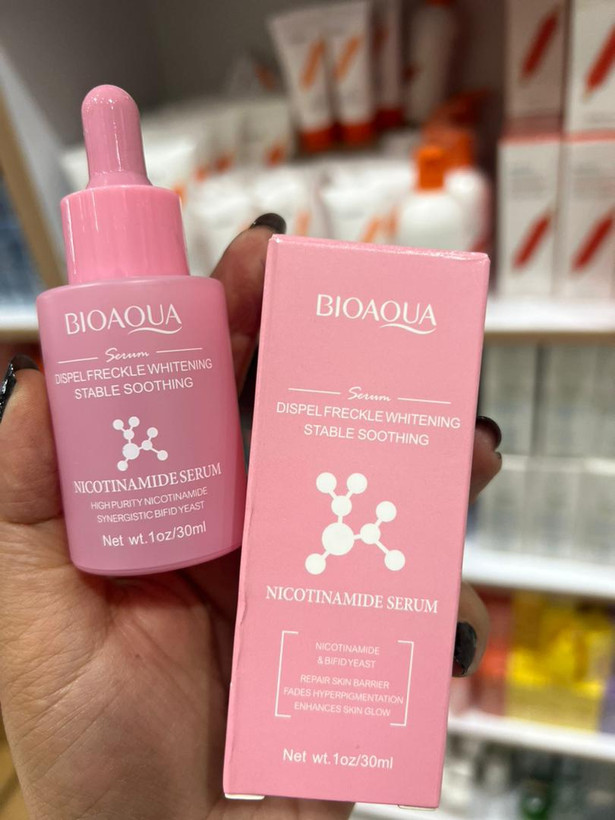 BIOAQUA
Serum
DISPEL FRECKLE WHITENING
STABLE SOOTHING
NICOTINAMIDE SERUM
HIGH PURITY NICOTINAMIDE
SYNERGISTIC BIFID YEAST
Net wt.1oz/30ml
BIOAQUA
Serum
DISPEL FRECKLE WHITENING
STABLE SOOTHING
NICOTINAMIDE SERUM
NICOTINAMIDE
& BIFID YEAST
REPAIR SKIN BARRIER
FADES HYPERPIGMENTATION
ENHANCES SKIN GLOW
Net wt.1oz/30ml